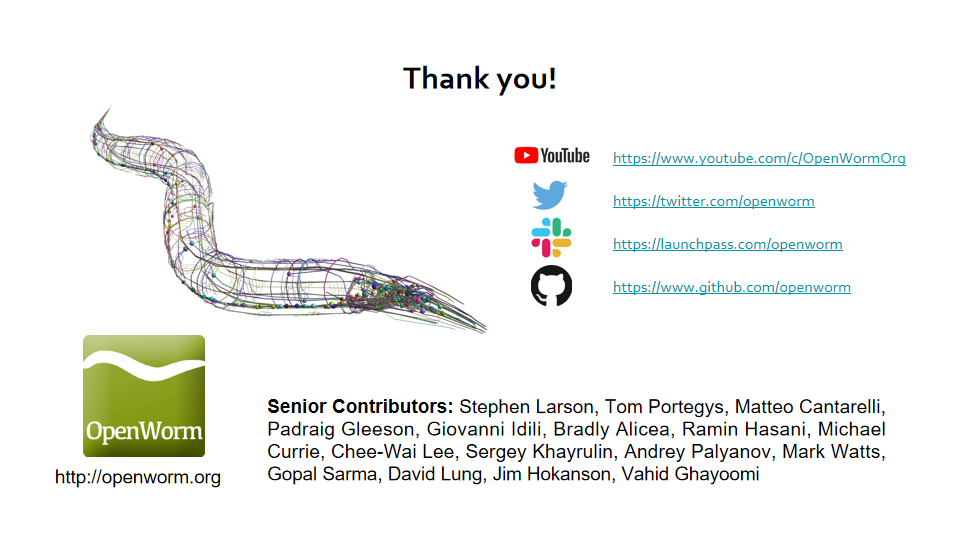 Thank you!
YouTube
https://www.youtube.com/c/OpenWormOrg
https://twitter.com/openworm
https://launchpass.com/openworm
https://www.github.com/openworm
OpenWorm
http://openworm.org
Senior Contributors: Stephen Larson, Tom Portegys, Matteo Cantarelli,
Padraig Gleeson, Giovanni Idili, Bradly Alicea, Ramin Hasani, Michael
Currie, Chee-Wai Lee, Sergey Khayrulin, Andrey Palyanov, Mark Watts,
Gopal Sarma, David Lung, Jim Hokanson, Vahid Ghayoomi